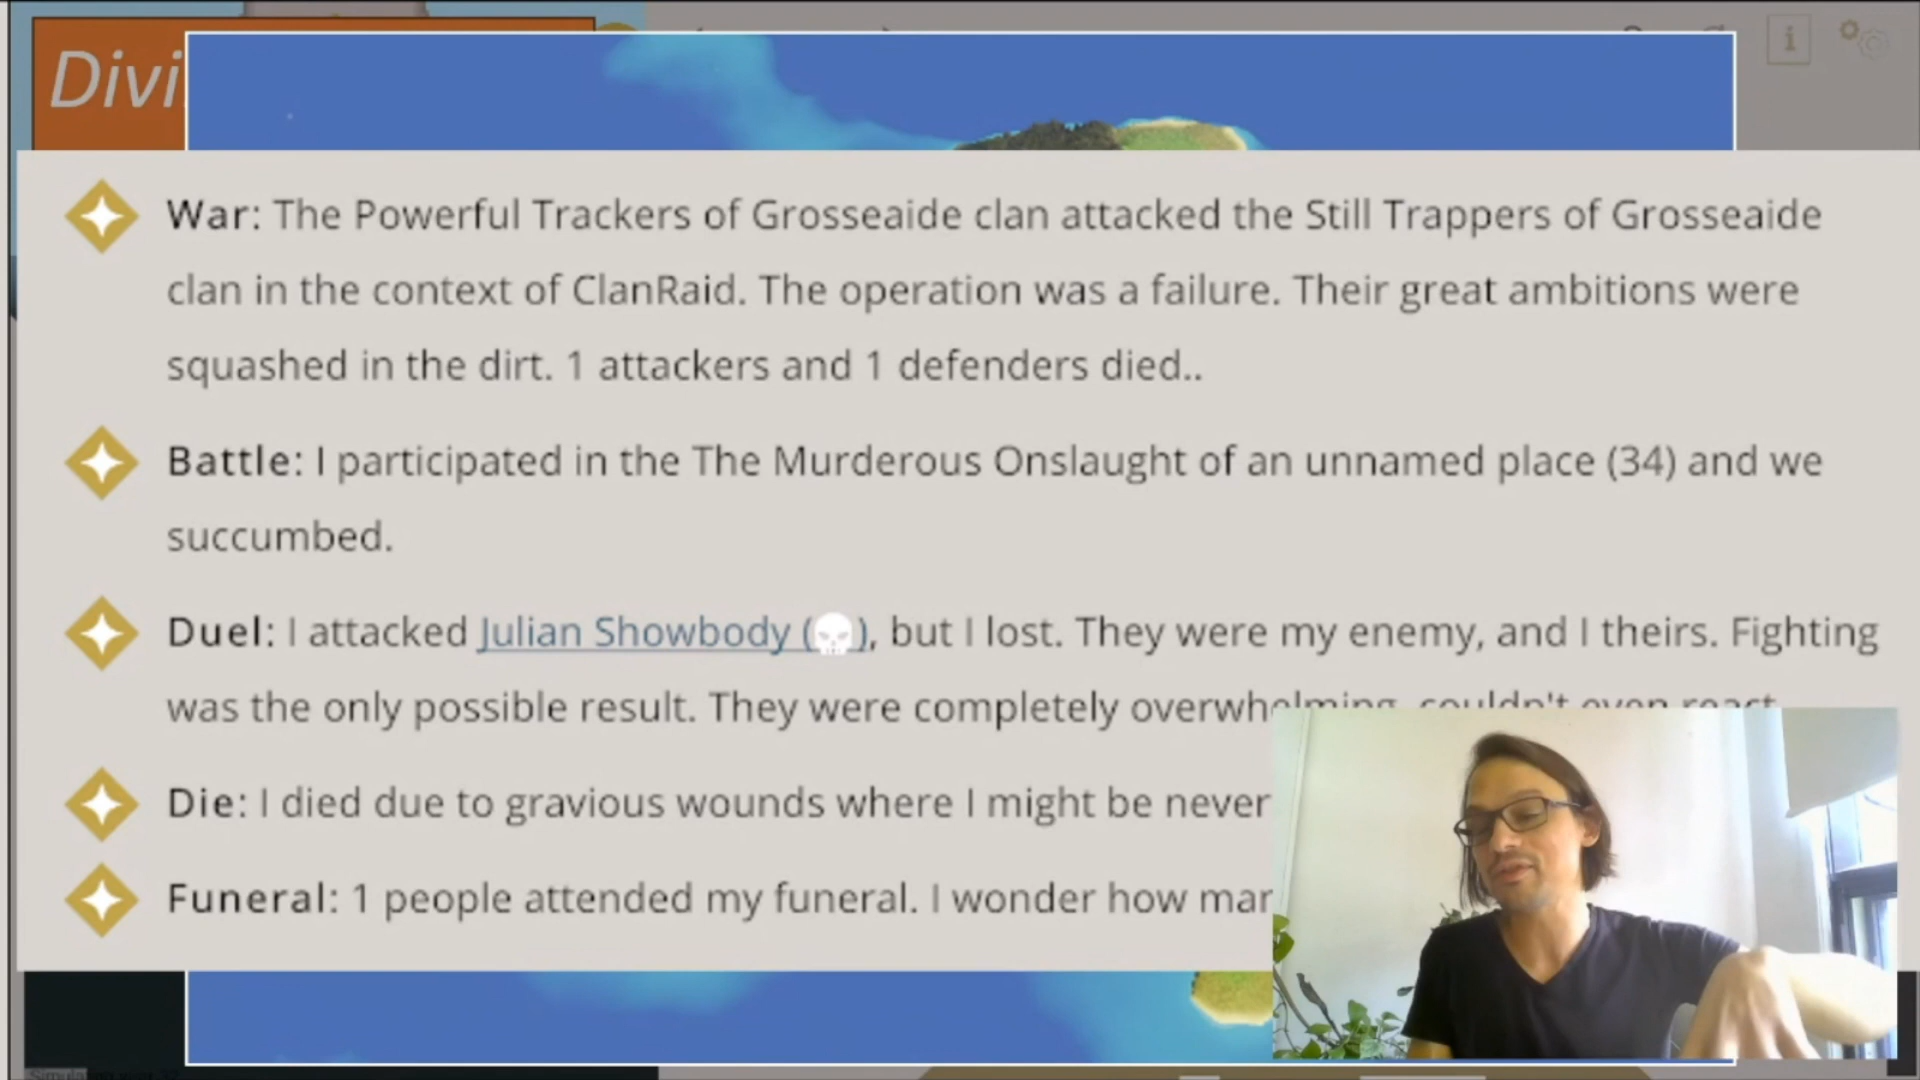 Divi
i
War: The Powerful Trackers of Grosseaide clan attacked the Still Trappers of Grosseaide
clan in the context of ClanRaid. The operation was a failure. Their great ambitions were
squashed in the dirt. 1 attackers and 1 defenders died..
Battle: I participated in the The Murderous Onslaught of an unnamed place (34) and we
succumbed.
Duel: I attacked Julian Showbody (), but I lost. They were my enemy, and I theirs. Fighting
was the only possible result. They were completely overwhelming, couldn't even react
Die: I died due to gravious wounds where I might be never
Funeral: 1 people attended my funeral. I wonder how mar